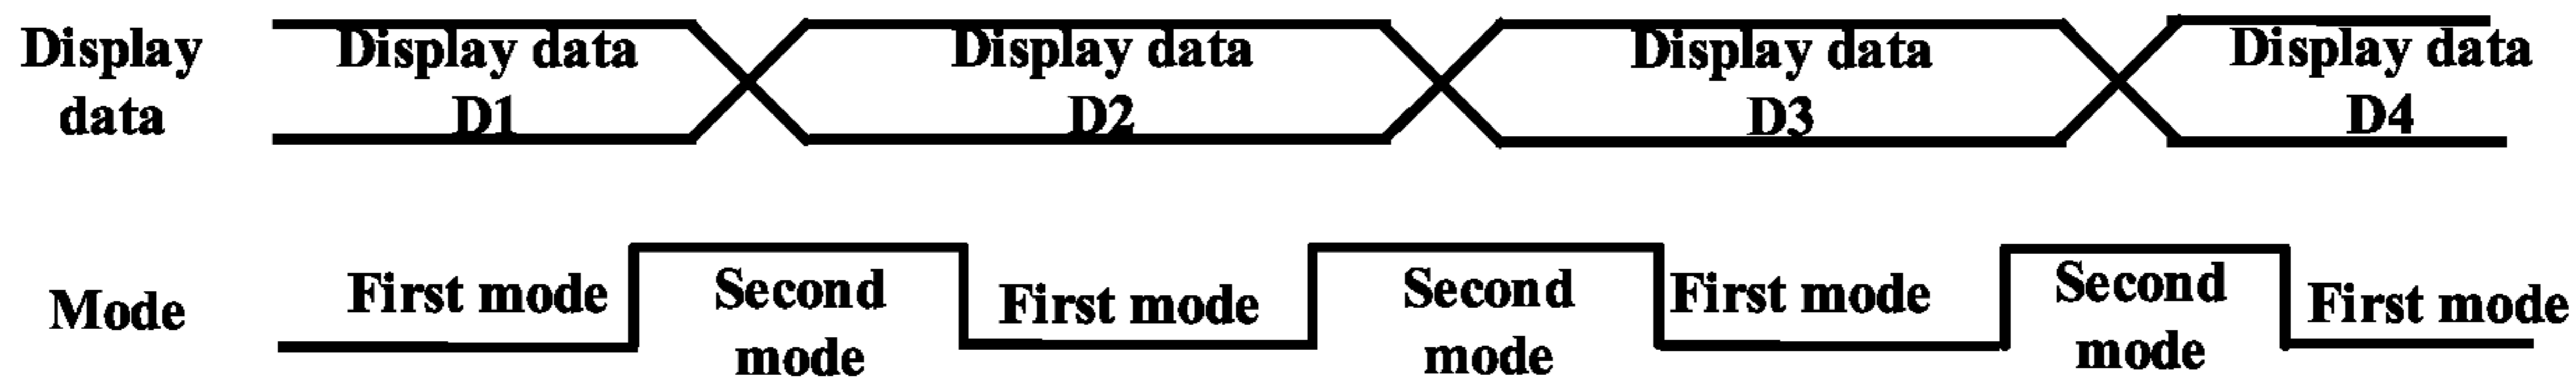 Display
data
Display data
D1
Display data
D2
Display data
D3
Display data
D4
Mode
First mode
Second
mode
First mode
Second
mode
First mode
Second
mode
First mode